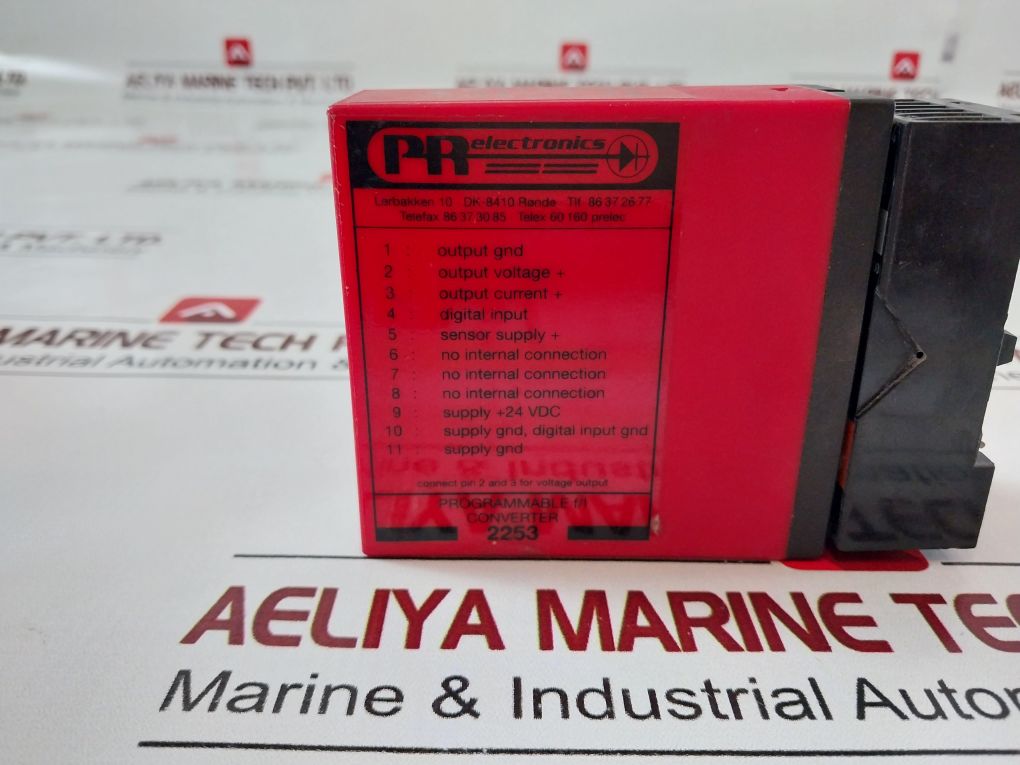 AELIYA MARINE TECH PVT. LTD
AELIYA MARINE
MARINE TECH
Industrial Automation &
PR electronics
Lerbakken 10 DK-8410 Rønde Tlf 86 37 26 77
Telefax 86 37 30 85 Telex 60 160 prelec
1 : output gnd
2 : output voltage +
3 : output current +
4 : digital input
5 : sensor supply +
6 : no internal connection
7 : no internal connection
8 : no internal connection
9 : supply +24 VDC
10 : supply gnd, digital input gnd
11 : supply gnd
connect pin 2 and 3 for voltage output
PROGRAMMABLE f/I
CONVERTER
2253
AELIYA MARINE TE
Marine & Industrial Autom